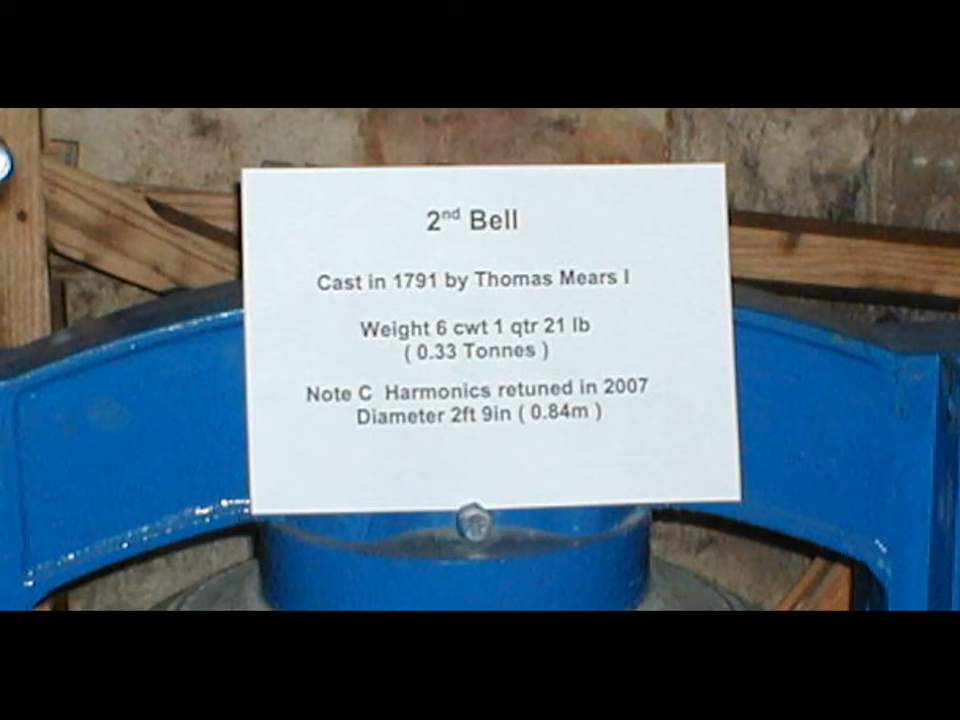 2nd Bell
Cast in 1791 by Thomas Mears I
Weight 6 cwt 1 qtr 21 lb
( 0.33 Tonnes )
Note C Harmonics retuned in 2007
Diameter 2ft 9in ( 0.84m )